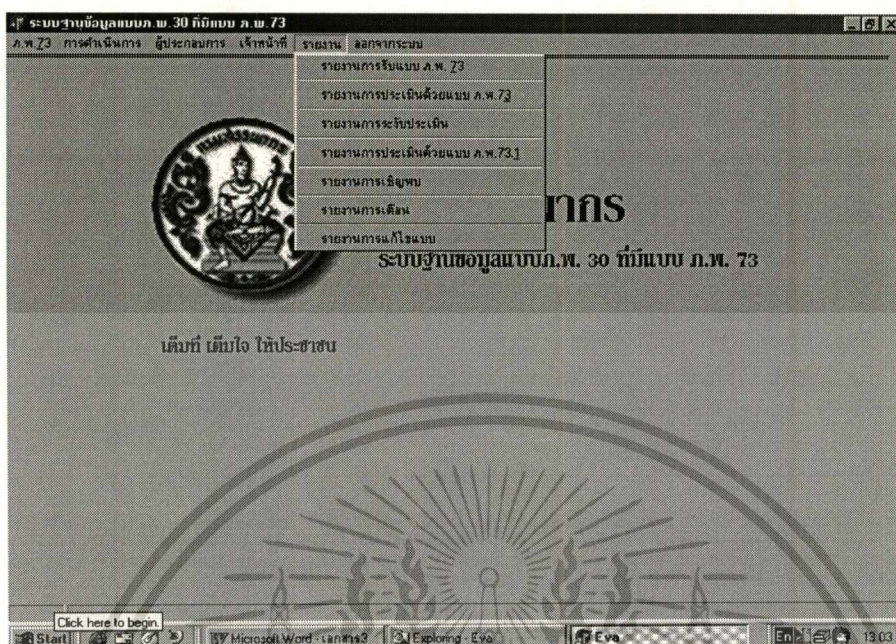 ระบบฐานข้อมูลแบบภ.พ.30 ที่มีแบบ ภ.พ.73
ภ.พ.73 การดำเนินการ ผู้ประกอบการ เจ้าหน้าที่ รายงาน ออกจากระบบ
รายงานการรับแบบ ภ.พ. 73
รายงานการประเมินด้วยแบบ ภ.พ.73
รายงานการระงับประเมิน
รายงานการประเมินด้วยแบบ ภ.พ.73.1
รายงานการเชิญพบ
รายงานการเตือน
รายงานการแก้ไขแบบ
ากร
ระบบฐานข้อมูลแบบภ.พ. 30 ที่มีแบบ ภ.พ. 73
เต็มที่ เต็มใจ ให้ประชาชน
Click here to begin.
Start Microsoft Word - เอกสาร3 Exploring - Eva Eva En